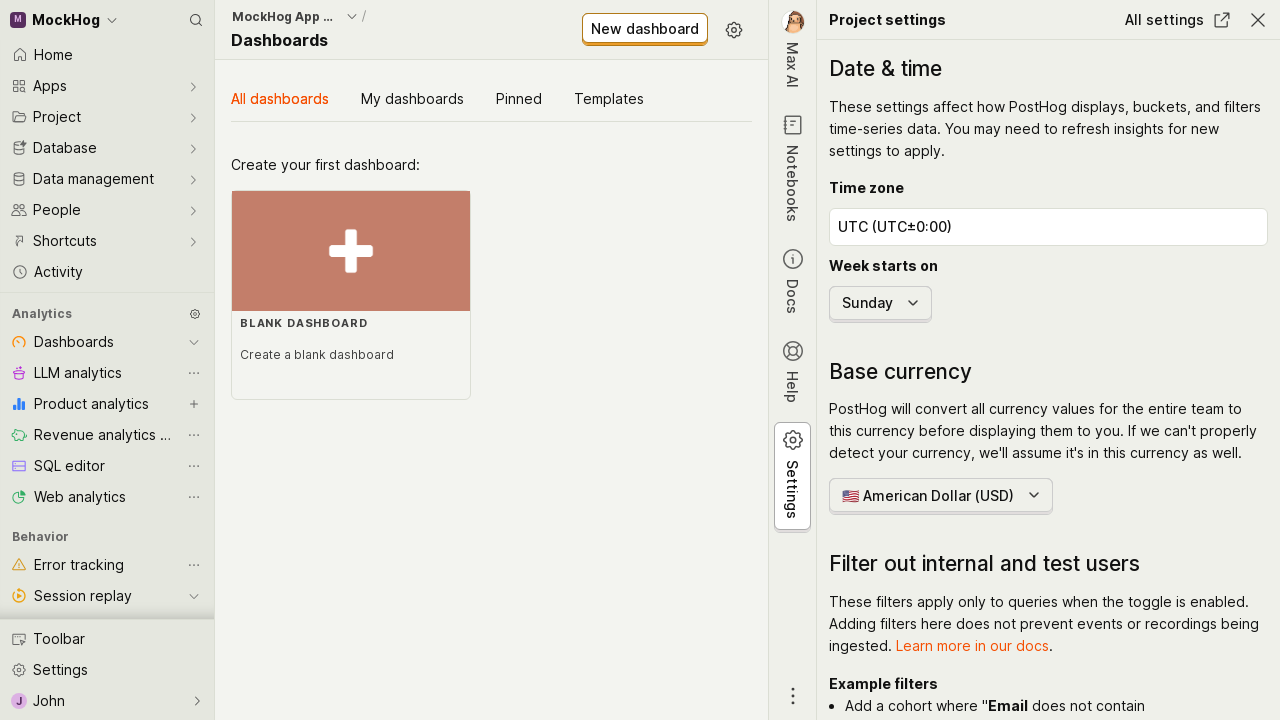 M MockHog
Home
Apps
Project
Database
Data management
People
Shortcuts
Activity
Analytics
Dashboards
LLM analytics
Product analytics
Revenue analytics ...
SQL editor
Web analytics
Behavior
Error tracking
Session replay
Toolbar
Settings
J John
MockHog App ... /
Dashboards
New dashboard
All dashboards My dashboards Pinned Templates
Create your first dashboard:
BLANK DASHBOARD
Create a blank dashboard
Max AI
Notebooks
Docs
Help
Settings
Project settings All settings
Date & time
These settings affect how PostHog displays, buckets, and filters
time-series data. You may need to refresh insights for new
settings to apply.
Time zone
UTC (UTC±0:00)
Week starts on
Sunday
Base currency
PostHog will convert all currency values for the entire team to
this currency before displaying them to you. If we can't properly
detect your currency, we'll assume it's in this currency as well.
🇺🇸 American Dollar (USD)
Filter out internal and test users
These filters apply only to queries when the toggle is enabled.
Adding filters here does not prevent events or recordings being
ingested. Learn more in our docs.
Example filters
• Add a cohort where "Email does not contain